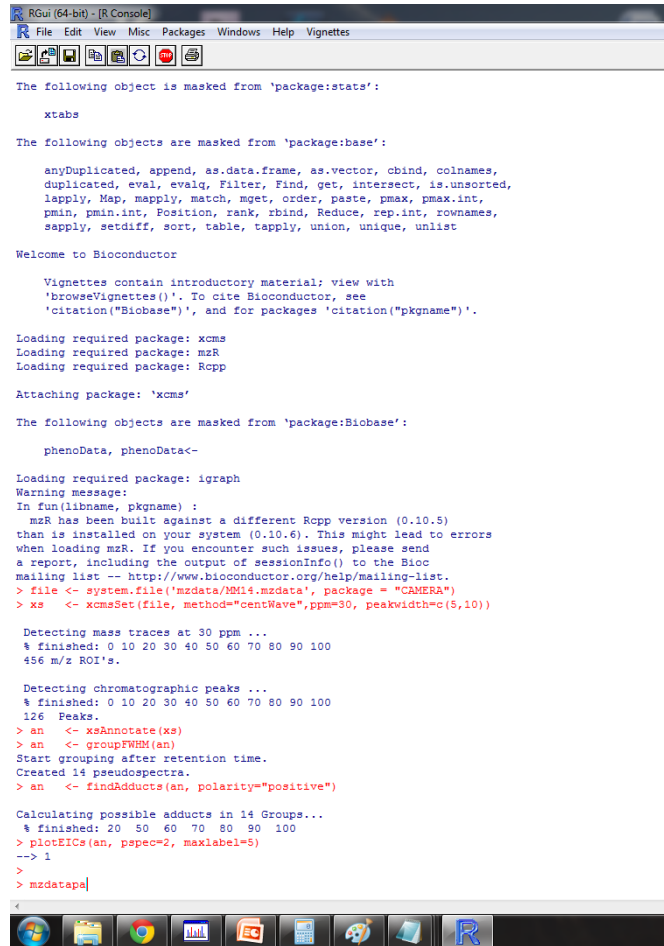 RGui (64-bit) - [R Console]
File Edit View Misc Packages Windows Help Vignettes
STOP
The following object is masked from ‘package:stats’:
xtabs
The following objects are masked from ‘package:base’:
anyDuplicated, append, as.data.frame, as.vector, cbind, colnames,
duplicated, eval, evalq, Filter, Find, get, intersect, is.unsorted,
lapply, Map, mapply, match, mget, order, paste, pmax, pmax.int,
pmin, pmin.int, Position, rank, rbind, Reduce, rep.int, rownames,
sapply, setdiff, sort, table, tapply, union, unique, unlist
Welcome to Bioconductor
Vignettes contain introductory material; view with
'browseVignettes()'. To cite Bioconductor, see
'citation("Biobase")', and for packages 'citation("pkgname")'.
Loading required package: xcms
Loading required package: mzR
Loading required package: Rcpp
Attaching package: ‘xcms’
The following objects are masked from ‘package:Biobase’:
phenoData, phenoData<-
Loading required package: igraph
Warning message:
In fun(libname, pkgname) :
mzR has been built against a different Rcpp version (0.10.5)
than is installed on your system (0.10.6). This might lead to errors
when loading mzR. If you encounter such issues, please send
a report, including the output of sessionInfo() to the Bioc
mailing list -- http://www.bioconductor.org/help/mailing-list.
> file <- system.file('mzdata/MM14.mzdata', package = "CAMERA")
> xs <- xcmsSet(file, method="centWave",ppm=30, peakwidth=c(5,10))
Detecting mass traces at 30 ppm ...
% finished: 0 10 20 30 40 50 60 70 80 90 100
456 m/z ROI's.
Detecting chromatographic peaks ...
% finished: 0 10 20 30 40 50 60 70 80 90 100
126 Peaks.
> an <- xsAnnotate(xs)
> an <- groupFWHM(an)
Start grouping after retention time.
Created 14 pseudospectra.
> an <- findAdducts(an, polarity="positive")
Calculating possible adducts in 14 Groups...
% finished: 20 50 60 70 80 90 100
> plotEICs(an, pspec=2, maxlabel=5)
--> 1
>
> mzdatapa